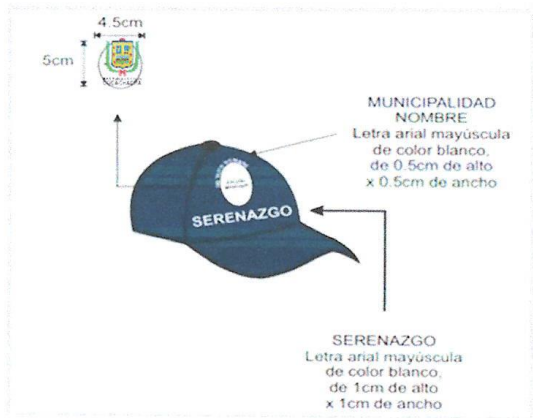 4.5cm
5cm
MUNICIPALIDAD
NOMBRE
Letra arial mayúscula
de color blanco,
de 0.5cm de alto
x 0.5cm de ancho
SERENAZGO
SERENAZGO
Letra arial mayúscula
de color blanco,
de 1cm de alto
x 1cm de ancho